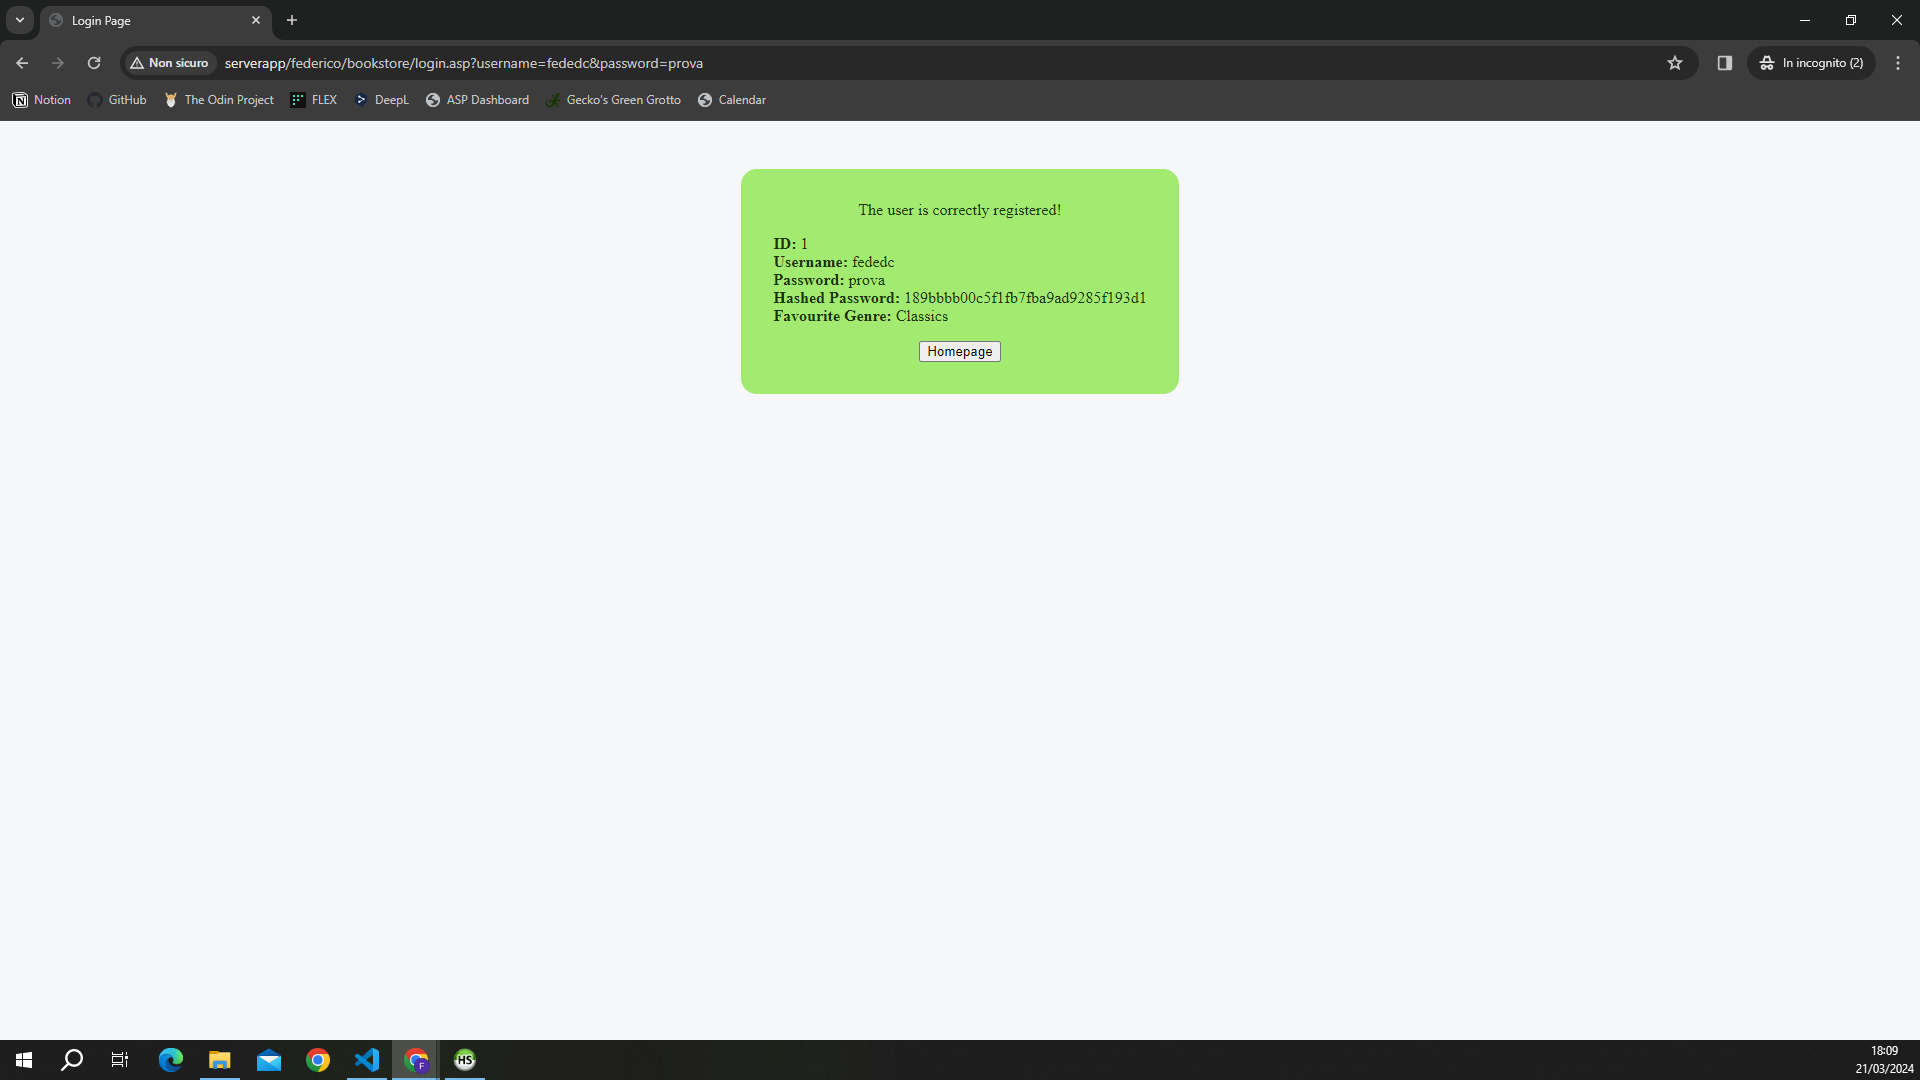 Login Page
Non sicuro
serverapp/federico/bookstore/login.asp?username=fededc&password=prova
In incognito (2)
Notion
GitHub
The Odin Project
FLEX
DeepL
ASP Dashboard
Gecko's Green Grotto
Calendar
The user is correctly registered!
ID: 1
Username: fededc
Password: prova
Hashed Password: 189bbbb00c5f1fb7fba9ad9285f193d1
Favourite Genre: Classics
Homepage
F
HS
18:09
21/03/2024